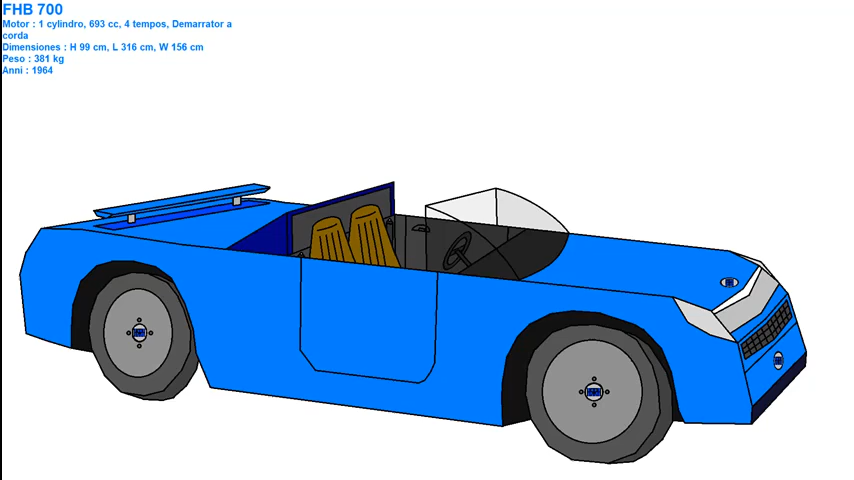 FHB 700
Motor : 1 cylindro, 693 cc, 4 tempos, Demarrator a
corda
Dimensiones : H 99 cm, L 316 cm, W 156 cm
Peso : 381 kg
Anni : 1964